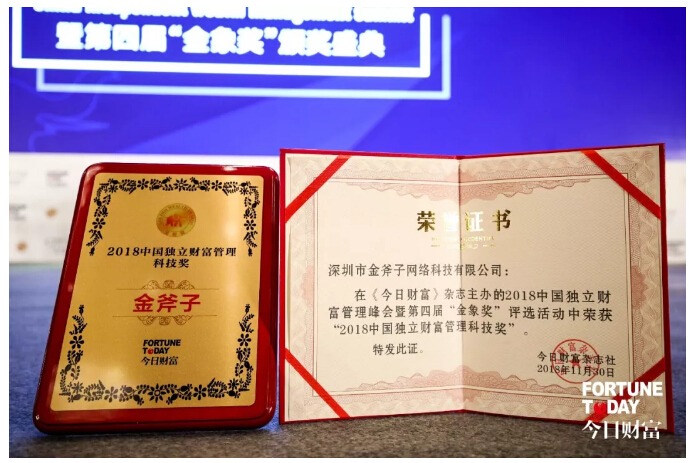 暨第四届“金象奖”颁奖盛典
2018中国独立财富管理
科技奖
金斧子
FORTUNE
TODAY
今日财富
荣誉证书
深圳市金斧子网络科技有限公司：
在《今日财富》杂志主办的2018中国独立财
富管理峰会暨第四届“金象奖”评选活动中荣获
“2018中国独立财富管理科技奖”。
特发此证。
今日财富杂志社
2018年11月30日
FORTUNE
TODAY
今日财富